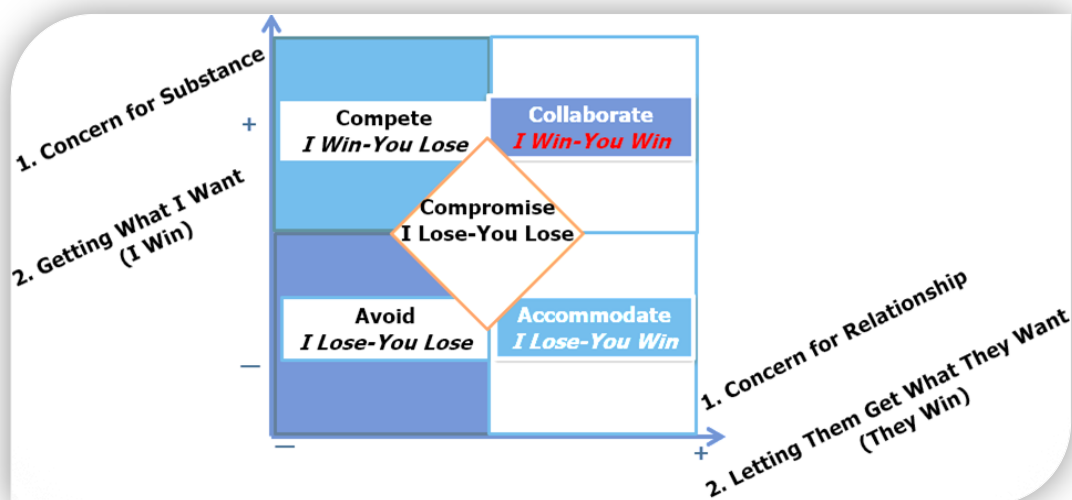 1. Concern for Substance
2. Getting What I Want
(I Win)
+
Compete
I Win-You Lose
Collaborate
I Win-You Win
Compromise
I Lose-You Lose
Avoid
I Lose-You Lose
Accommodate
I Lose-You Win
—
—
+
1. Concern for Relationship
2. Letting Them Get What They Want
(They Win)